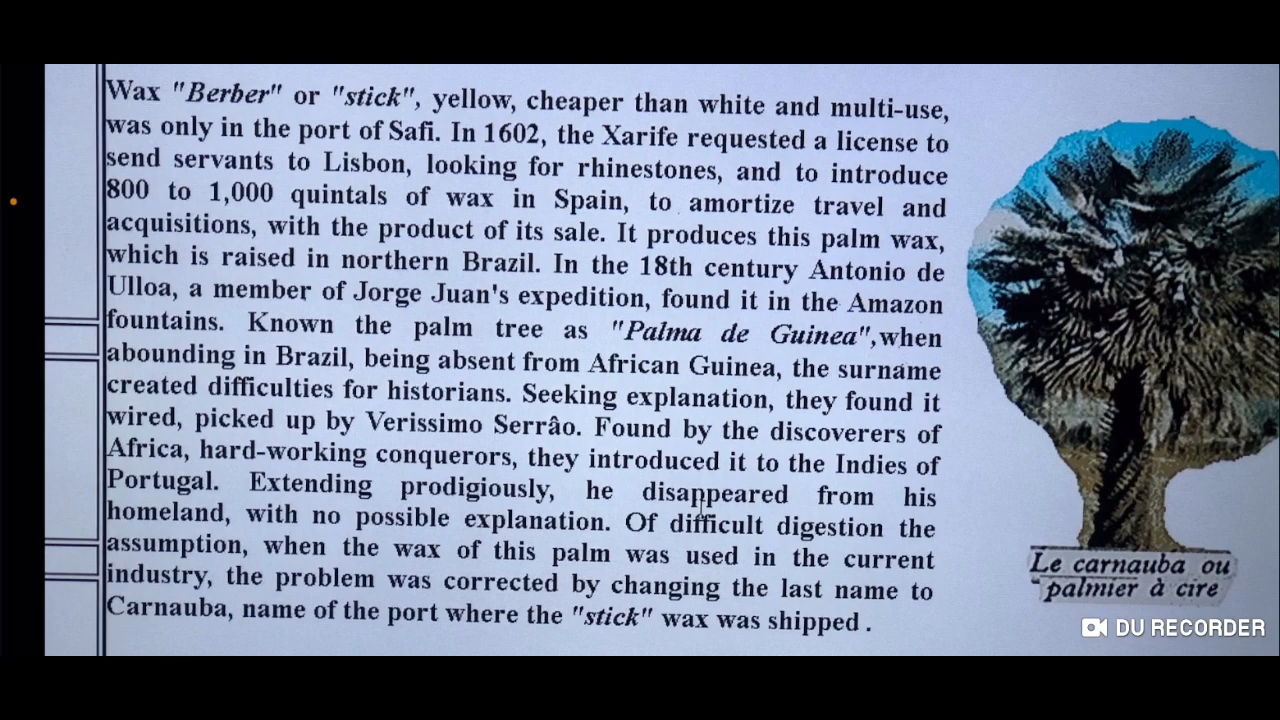 Wax "Berber" or "stick", yellow, cheaper than white and multi-use,
was only in the port of Safi. In 1602, the Xarife requested a license to
send servants to Lisbon, looking for rhinestones, and to introduce
800 to 1,000 quintals of wax in Spain, to amortize travel and
acquisitions, with the product of its sale. It produces this palm wax,
which is raised in northern Brazil. In the 18th century Antonio de
Ulloa, a member of Jorge Juan's expedition, found it in the Amazon
fountains. Known the palm tree as "Palma de Guinea",when
abounding in Brazil, being absent from African Guinea, the surname
created difficulties for historians. Seeking explanation, they found it
wired, picked up by Verissimo Serrâo. Found by the discoverers of
Africa, hard-working conquerors, they introduced it to the Indies of
Portugal. Extending prodigiously, he disappeared from his
homeland, with no possible explanation. Of difficult digestion the
assumption, when the wax of this palm was used in the current
industry, the problem was corrected by changing the last name to
Carnauba, name of the port where the "stick" wax was shipped .
Le carnauba ou
palmier à cire
DU RECORDER